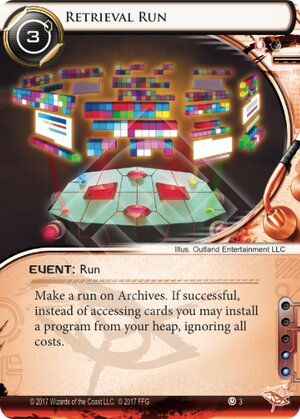 RETRIEVAL RUN
3
Illus. Outland Entertainment LLC
EVENT: Run
Make a run on Archives. If successful,
instead of accessing cards you may install
a program from your heap, ignoring all
costs.
© 2017 Wizards of the Coast LLC. © 2017 FFG 3